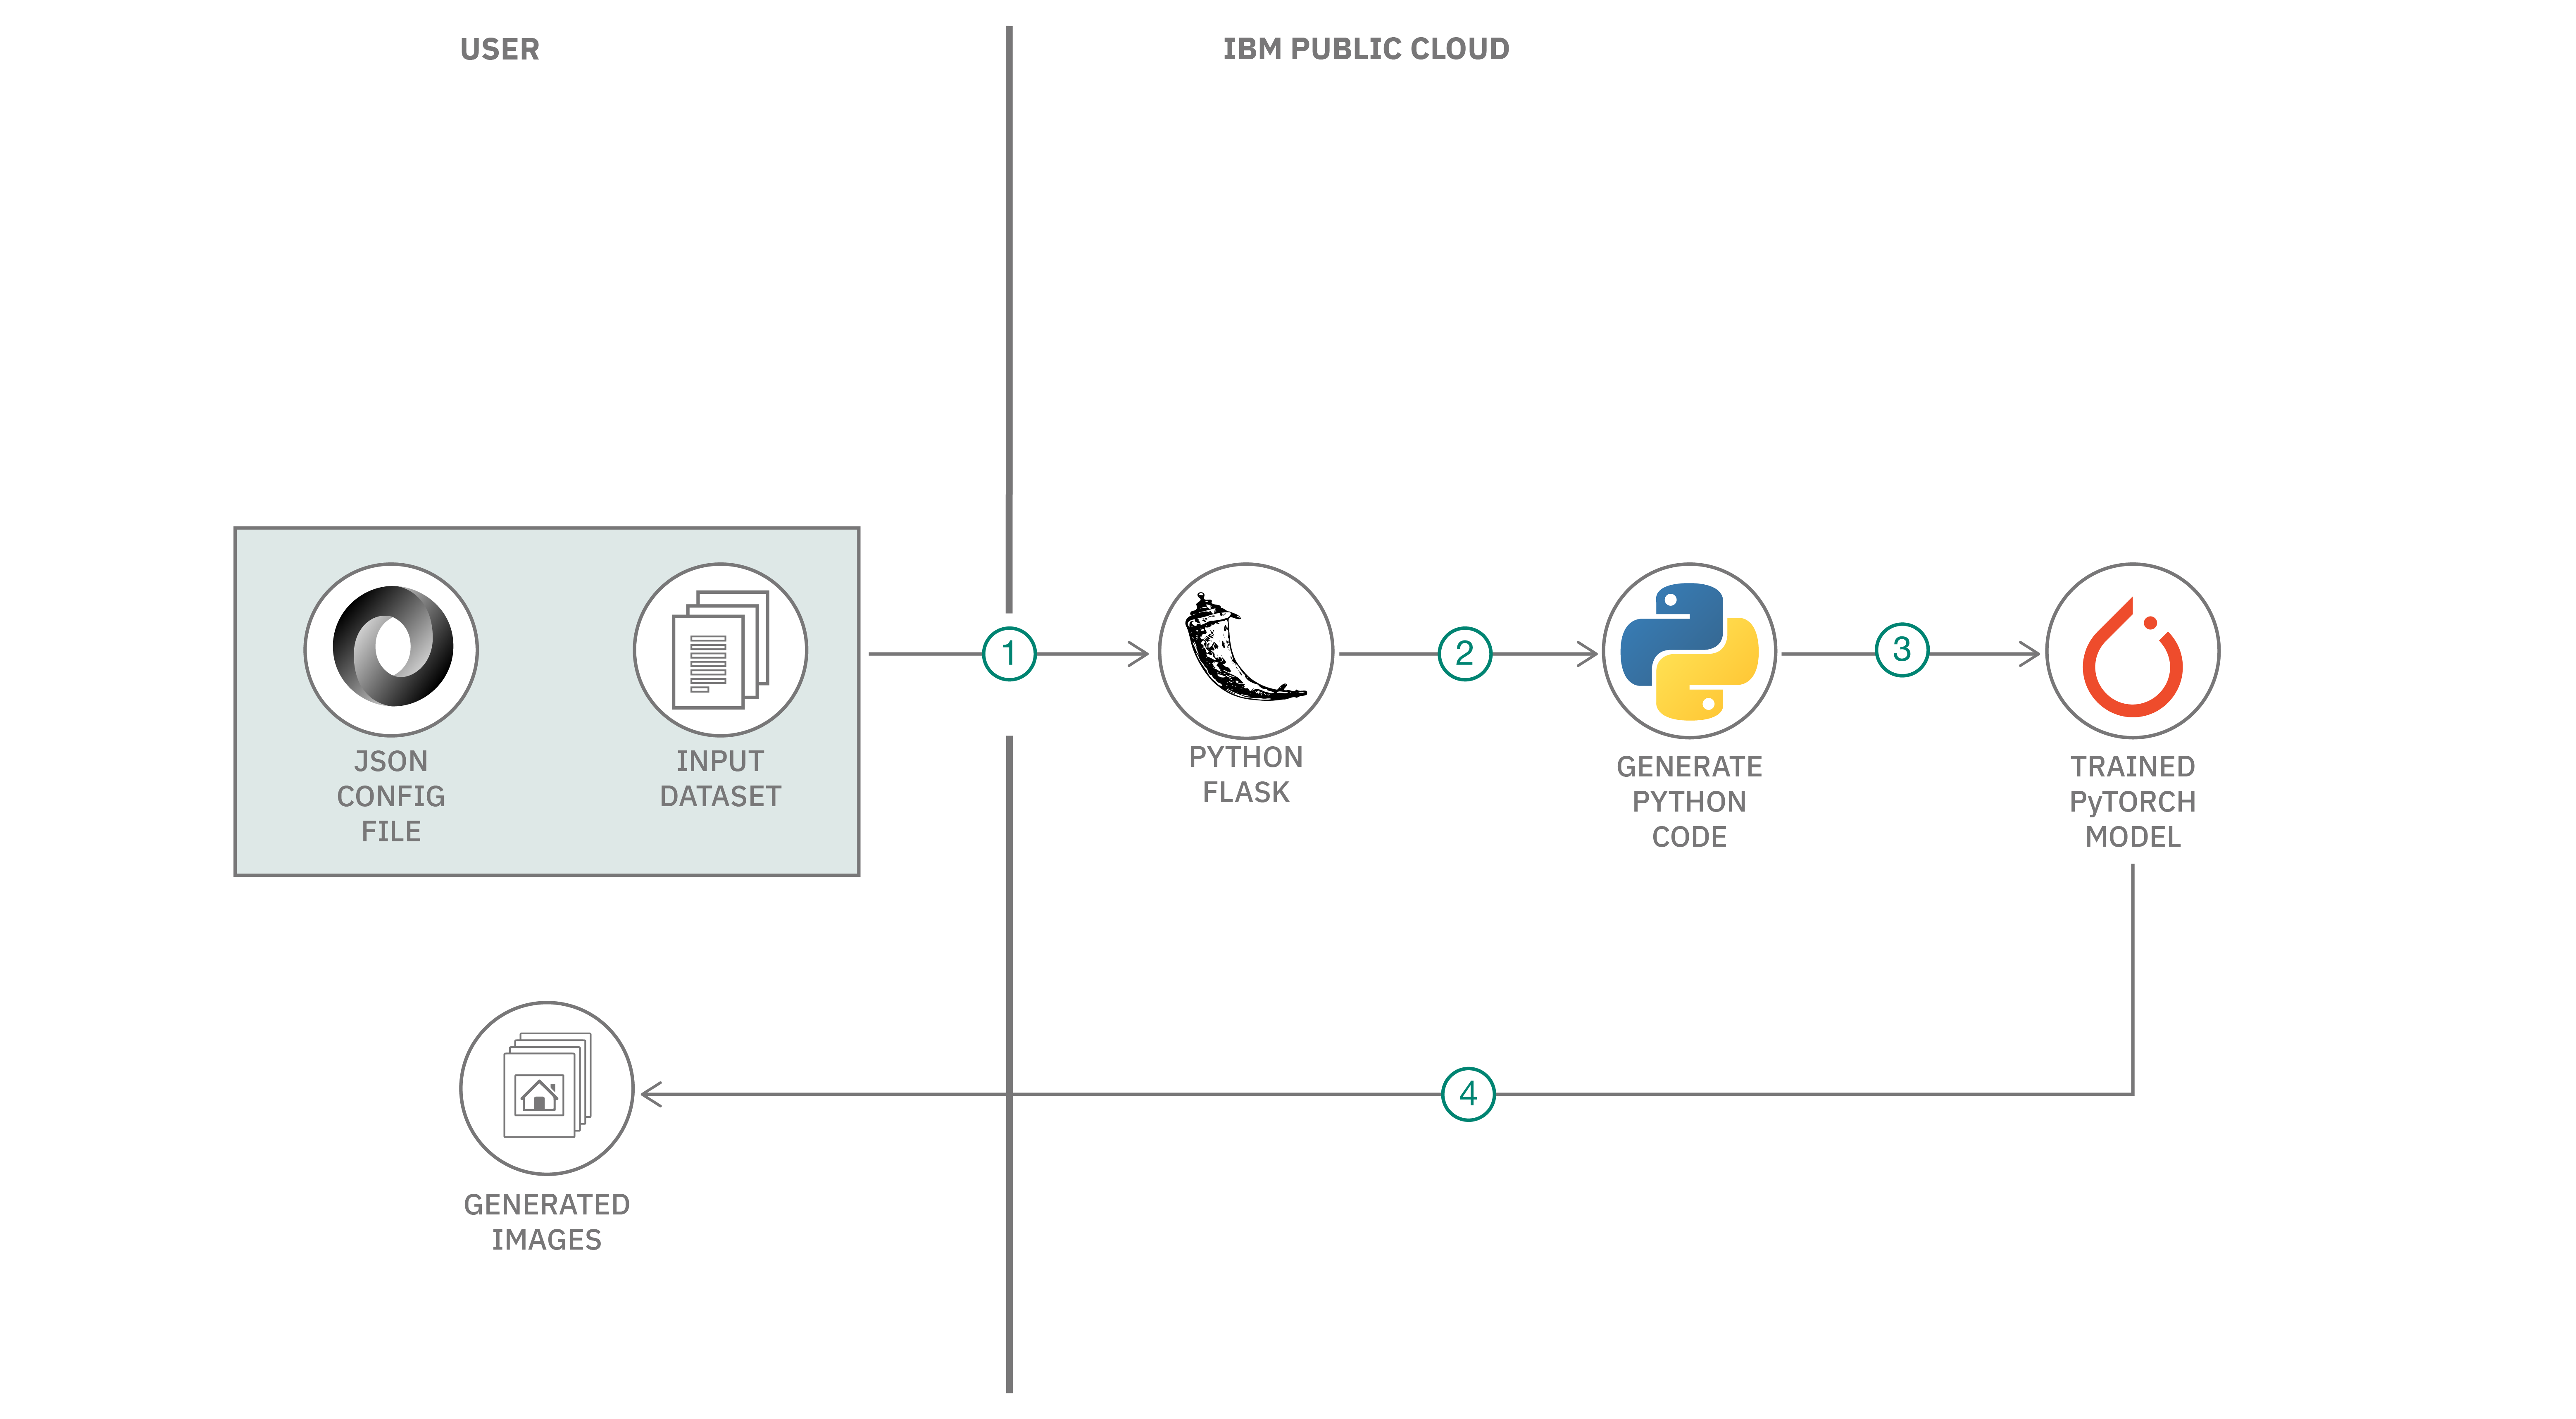 USER
IBM PUBLIC CLOUD
JSON
CONFIG
FILE
INPUT
DATASET
1
PYTHON
FLASK
2
GENERATE
PYTHON
CODE
3
TRAINED
PyTORCH
MODEL
4
GENERATED
IMAGES